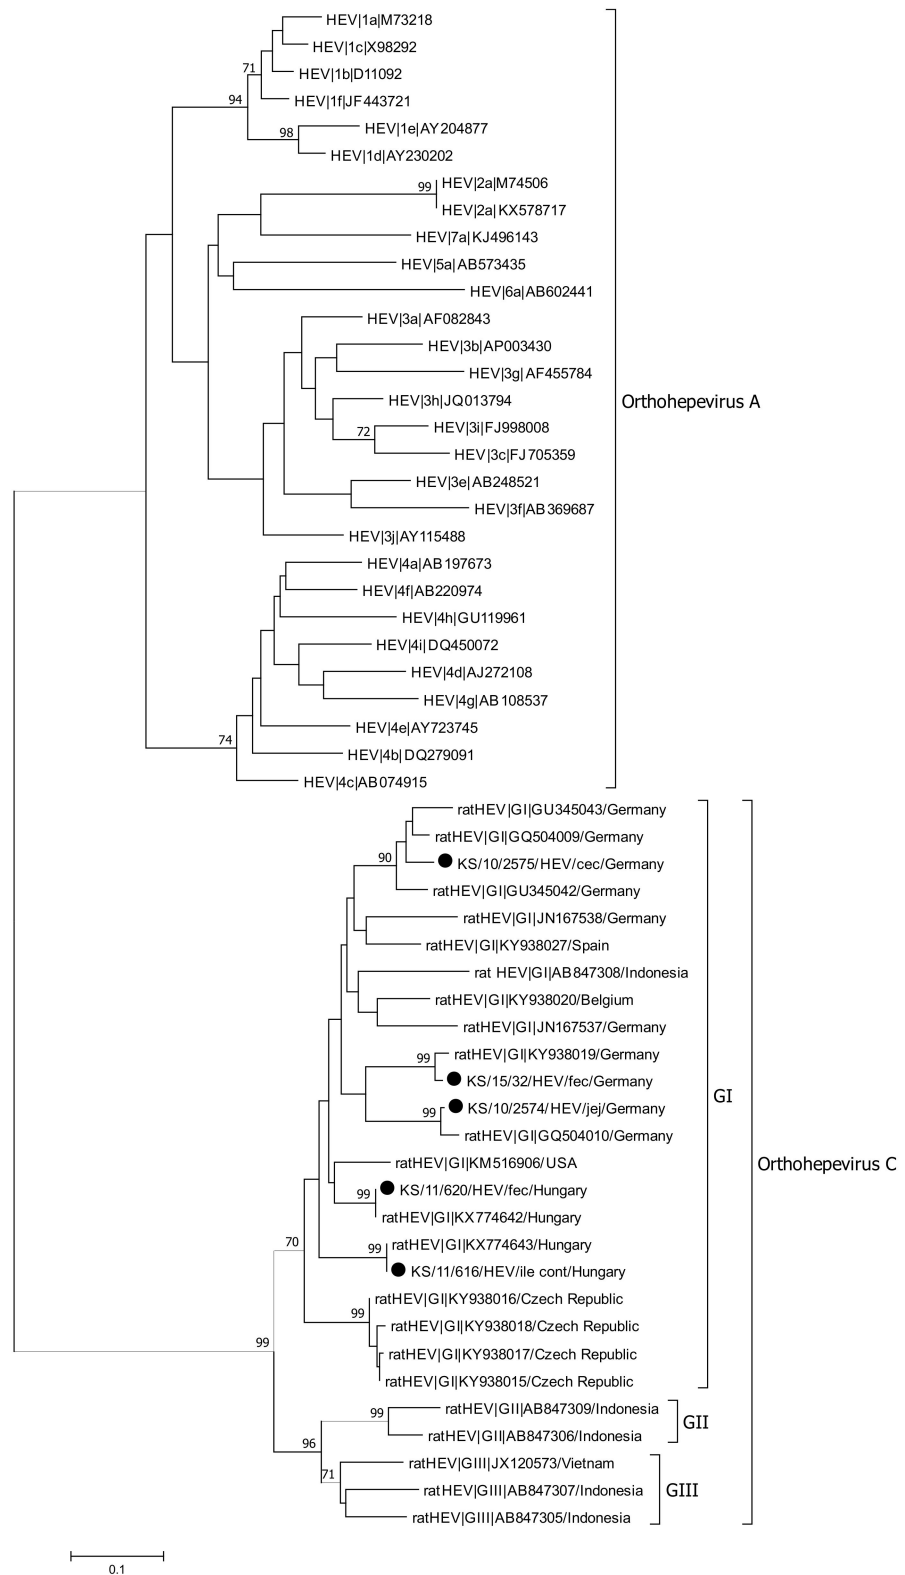 HEV|1a|M73218
HEV|1c|X98292
71
HEV|1b|D11092
94
HEV|1f|JF443721
98
HEV|1e|AY204877
HEV|1d|AY230202
99
HEV|2a|M74506
HEV|2a|KX578717
HEV|7a|KJ496143
HEV|5a|AB573435
HEV|6a|AB602441
HEV|3a|AF082843
HEV|3b|AP003430
HEV|3g|AF455784
Orthohepevirus A
HEV|3h|JQ013794
72
HEV|3i|FJ998008
HEV|3c|FJ705359
HEV|3e|AB248521
HEV|3f|AB369687
HEV|3j|AY115488
HEV|4a|AB197673
HEV|4f|AB220974
HEV|4h|GU119961
HEV|4i|DQ450072
HEV|4d|AJ272108
HEV|4g|AB108537
HEV|4e|AY723745
74
HEV|4b|DQ279091
HEV|4c|AB074915
ratHEV|GI|GU345043/Germany
ratHEV|GI|GQ504009/Germany
90
KS/10/2575/HEV/cec/Germany
ratHEV|GI|GU345042/Germany
ratHEV|GI|JN167538/Germany
ratHEV|GI|KY938027/Spain
rat HEV|GI|AB847308/Indonesia
ratHEV|GI|KY938020/Belgium
ratHEV|GI|JN167537/Germany
99
ratHEV|GI|KY938019/Germany
KS/15/32/HEV/fec/Germany
GI
99
KS/10/2574/HEV/jej/Germany
ratHEV|GI|GQ504010/Germany
ratHEV|GI|KM516906/USA
Orthohepevirus C
99
KS/11/620/HEV/fec/Hungary
ratHEV|GI|KX774642/Hungary
70
99
ratHEV|GI|KX774643/Hungary
KS/11/616/HEV/ile cont/Hungary
99
ratHEV|GI|KY938016/Czech Republic
ratHEV|GI|KY938018/Czech Republic
99
ratHEV|GI|KY938017/Czech Republic
ratHEV|GI|KY938015/Czech Republic
99
ratHEV|GII|AB847309/Indonesia
GII
ratHEV|GII|AB847306/Indonesia
96
ratHEV|GIII|JX120573/Vietnam
71
ratHEV|GIII|AB847307/Indonesia
GIII
ratHEV|GIII|AB847305/Indonesia
0.1